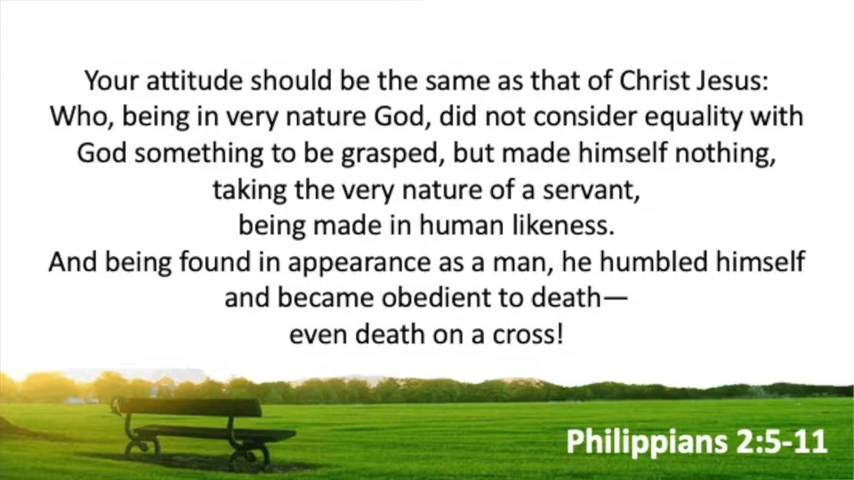 Your attitude should be the same as that of Christ Jesus:
Who, being in very nature God, did not consider equality with
God something to be grasped, but made himself nothing,
taking the very nature of a servant,
being made in human likeness.
And being found in appearance as a man, he humbled himself
and became obedient to death—
even death on a cross!
Philippians 2:5-11